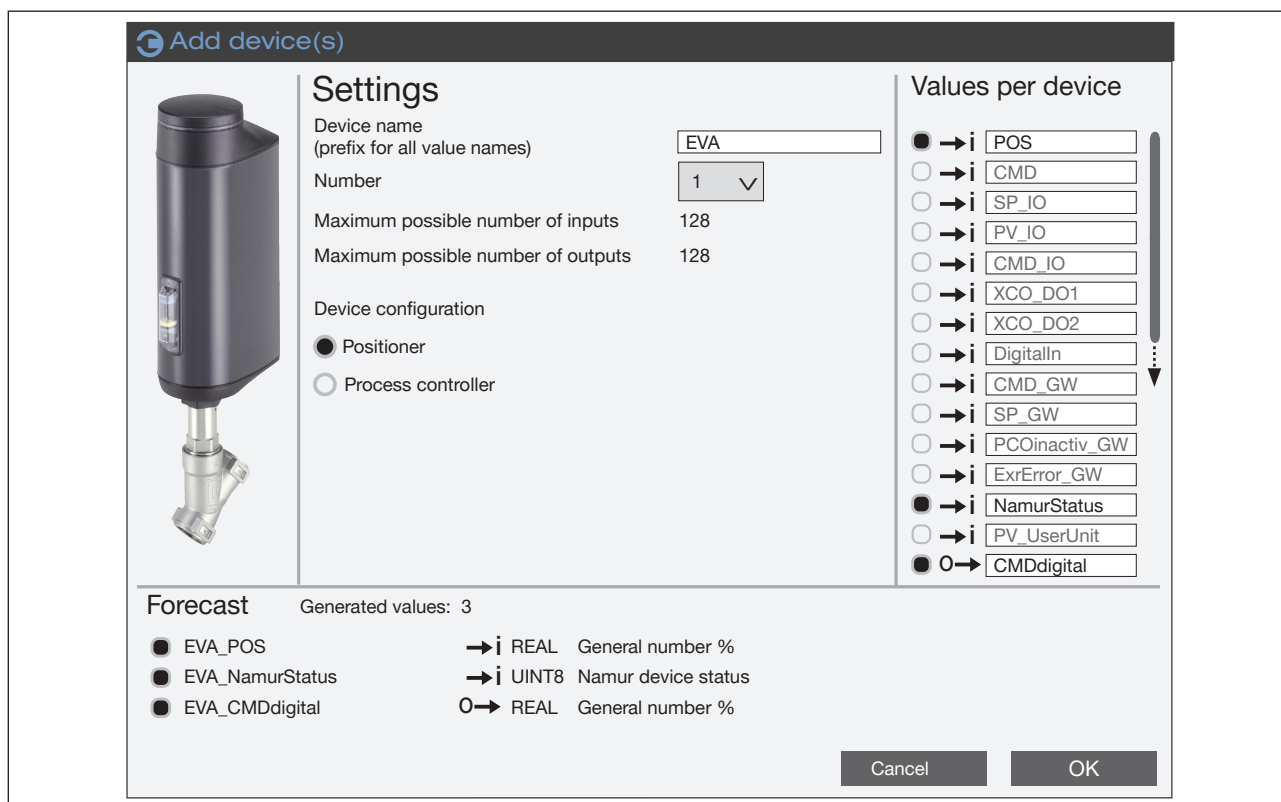 Add device(s)
Settings
Device name
(prefix for all value names)
EVA
Number
1
Maximum possible number of inputs
128
Maximum possible number of outputs
128
Device configuration
Positioner
Process controller
Values per device
i POS
i CMD
i SP_IO
i PV_IO
i CMD_IO
i XCO_DO1
i XCO_DO2
i DigitalIn
i CMD_GW
i SP_GW
i PCOinactiv_GW
i ExrError_GW
i NamurStatus
i PV_UserUnit
O CMDdigital
Forecast
Generated values: 3
EVA_POS i REAL General number %
EVA_NamurStatus i UINT8 Namur device status
EVA_CMDdigital O REAL General number %
Cancel
OK